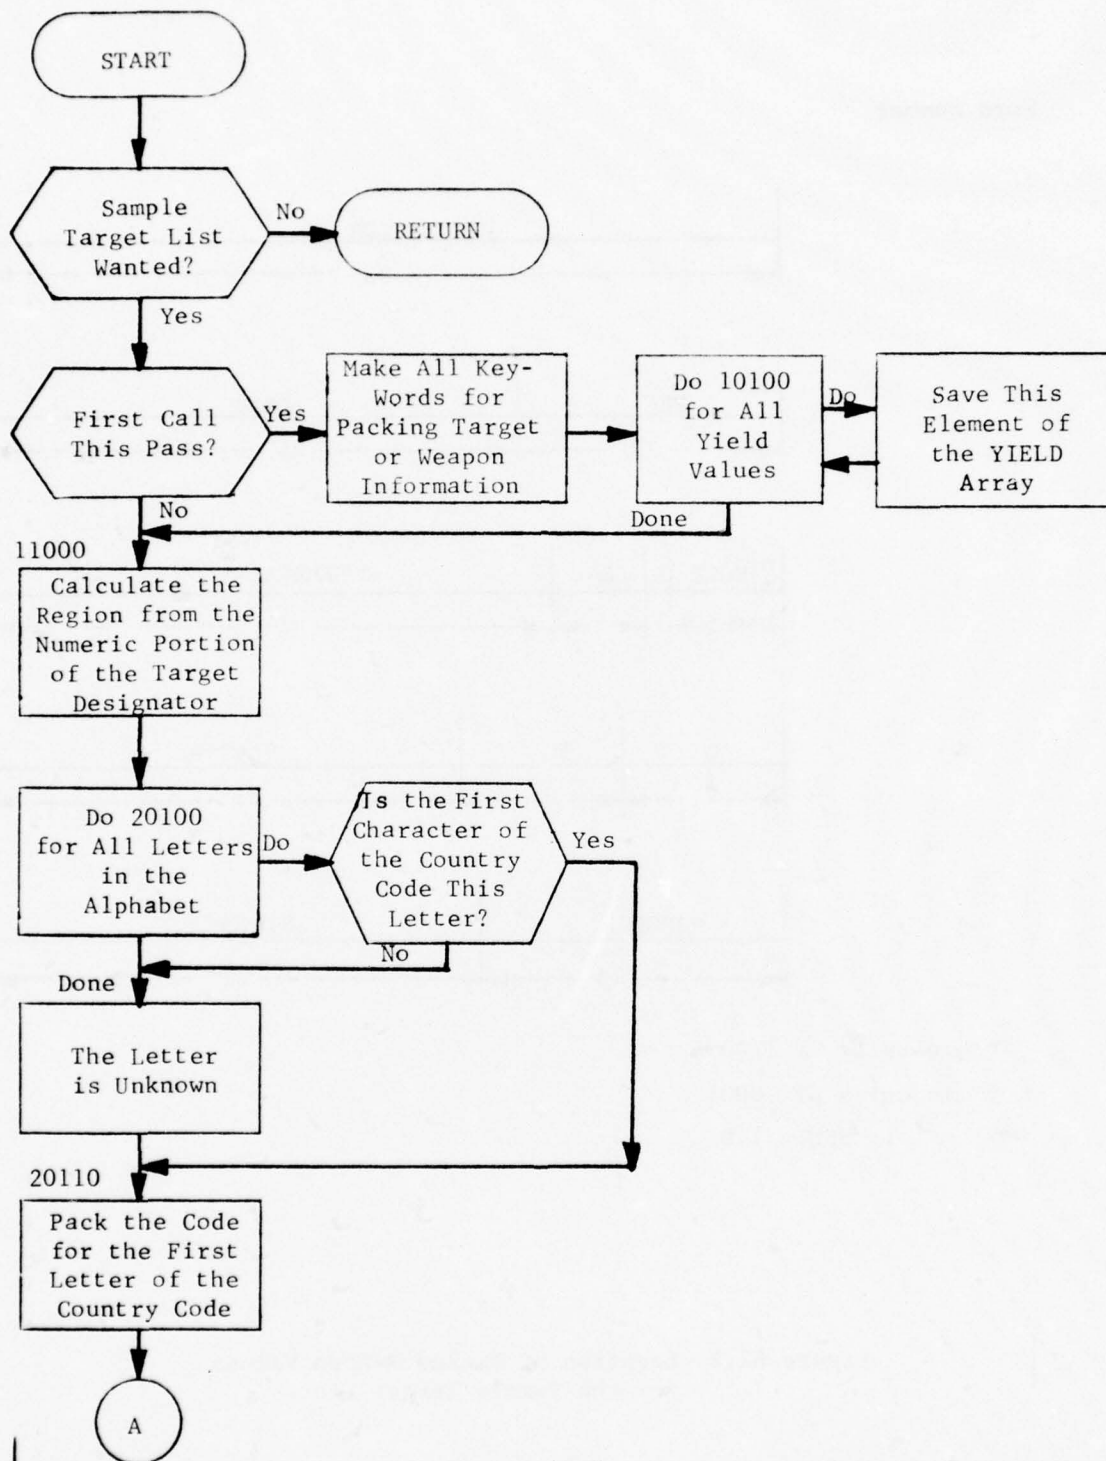 START
Sample
Target List
Wanted?
No
RETURN
Yes
First Call
This Pass?
Yes
Make All Key-
Words for
Packing Target
or Weapon
Information
Do 10100
for All
Yield
Values
Do
Save This
Element of
the YIELD
Array
No
Done
11000
Calculate the
Region from the
Numeric Portion
of the Target
Designator
Do 20100
for All Letters
in the
Alphabet
Do
Is the First
Character of
the Country
Code This
Letter?
Yes
No
Done
The Letter
is Unknown
20110
Pack the Code
for the First
Letter of the
Country Code
A